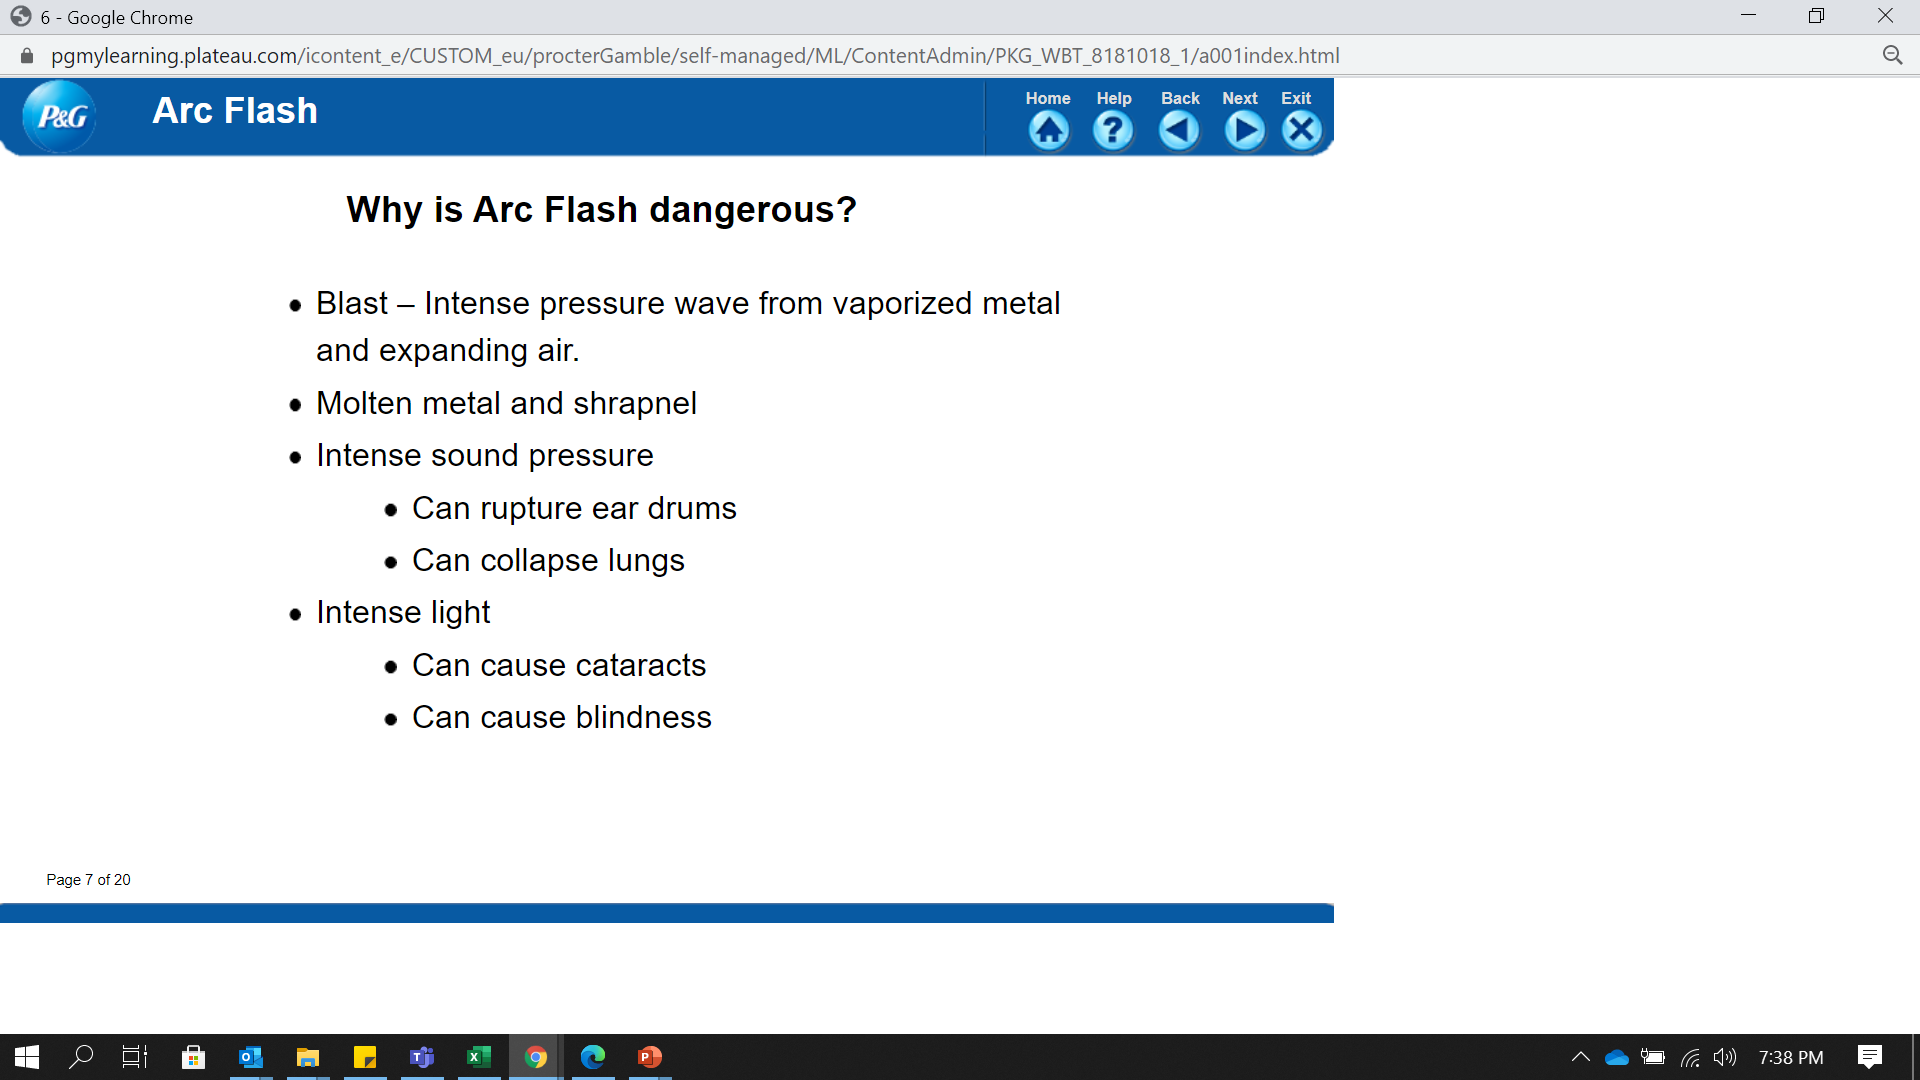 6 - Google Chrome
pgmylearning.plateau.com/icontent_e/CUSTOM_eu/procterGamble/self-managed/ML/ContentAdmin/PKG_WBT_8181018_1/a001index.html
P&G
Arc Flash
Home Help Back Next Exit
Why is Arc Flash dangerous?
• Blast – Intense pressure wave from vaporized metal
and expanding air.
• Molten metal and shrapnel
• Intense sound pressure
• Can rupture ear drums
• Can collapse lungs
• Intense light
• Can cause cataracts
• Can cause blindness
Page 7 of 20
7:38 PM